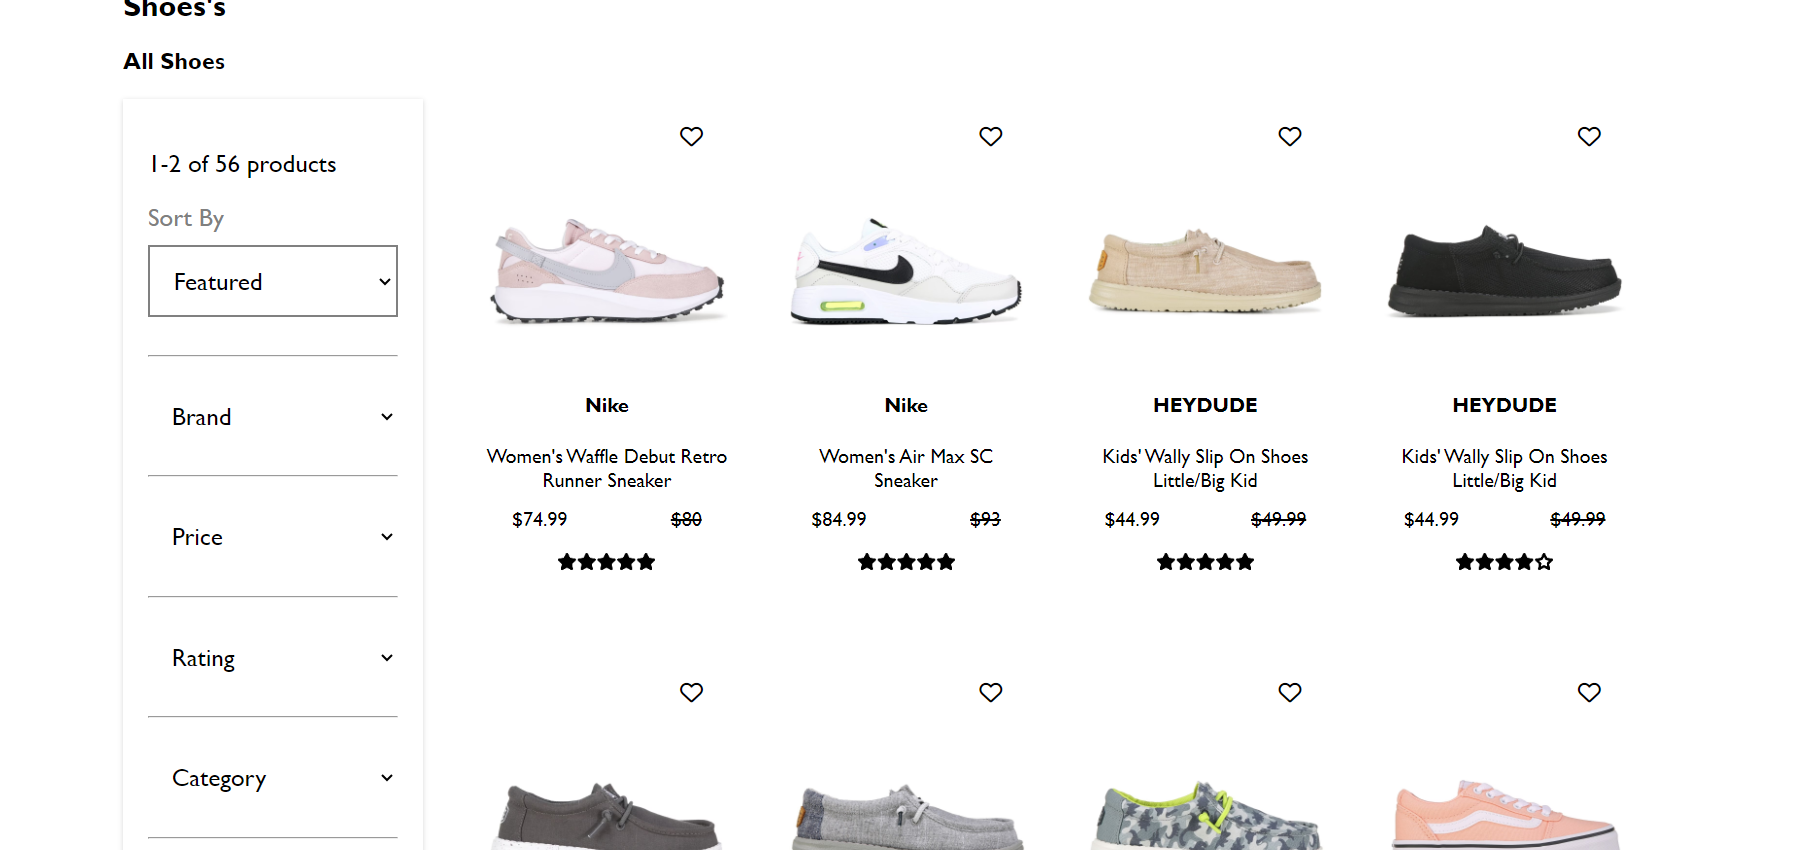 Shoes's
All Shoes
1-2 of 56 products
Sort By
Featured
Brand
Price
Rating
Category
Nike
Women's Waffle Debut Retro
Runner Sneaker
$74.99 $80
Nike
Women's Air Max SC
Sneaker
$84.99 $93
HEYDUDE
Kids' Wally Slip On Shoes
Little/Big Kid
$44.99 $49.99
HEYDUDE
Kids' Wally Slip On Shoes
Little/Big Kid
$44.99 $49.99